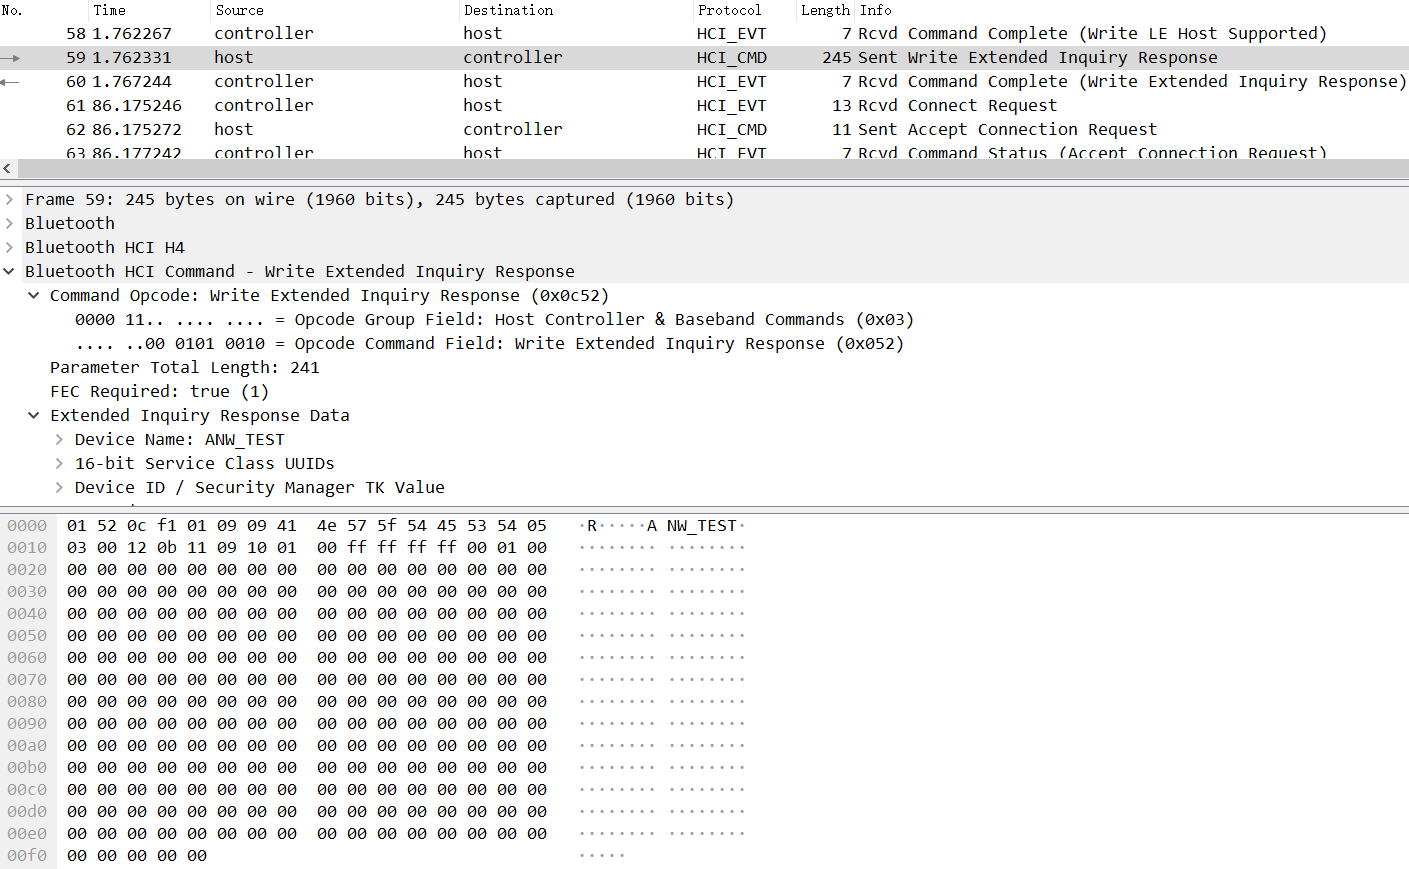 No. Time Source Destination Protocol Length Info
58 1.762267 controller host HCI_EVT 7 Rcvd Command Complete (Write LE Host Supported)
59 1.762331 host controller HCI_CMD 245 Sent Write Extended Inquiry Response
60 1.767244 controller host HCI_EVT 7 Rcvd Command Complete (Write Extended Inquiry Response)
61 86.175246 controller host HCI_EVT 13 Rcvd Connect Request
62 86.175272 host controller HCI_CMD 11 Sent Accept Connection Request
63 86.177242 controller host HCI_EVT 7 Rcvd Command Status (Accept Connection Request)
Frame 59: 245 bytes on wire (1960 bits), 245 bytes captured (1960 bits)
Bluetooth
Bluetooth HCI H4
Bluetooth HCI Command - Write Extended Inquiry Response
Command Opcode: Write Extended Inquiry Response (0x0c52)
0000 11.. .... .... = Opcode Group Field: Host Controller & Baseband Commands (0x03)
.... ..00 0101 0010 = Opcode Command Field: Write Extended Inquiry Response (0x052)
Parameter Total Length: 241
FEC Required: true (1)
Extended Inquiry Response Data
Device Name: ANW_TEST
16-bit Service Class UUIDs
Device ID / Security Manager TK Value
0000 01 52 0c f1 01 09 09 41 4e 57 5f 54 45 53 54 05 ·R·····A NW_TEST·
0010 03 00 12 0b 11 09 10 01 00 ff ff ff ff 00 01 00 ········ ········
0020 00 00 00 00 00 00 00 00 00 00 00 00 00 00 00 00 ········ ········
0030 00 00 00 00 00 00 00 00 00 00 00 00 00 00 00 00 ········ ········
0040 00 00 00 00 00 00 00 00 00 00 00 00 00 00 00 00 ········ ········
0050 00 00 00 00 00 00 00 00 00 00 00 00 00 00 00 00 ········ ········
0060 00 00 00 00 00 00 00 00 00 00 00 00 00 00 00 00 ········ ········
0070 00 00 00 00 00 00 00 00 00 00 00 00 00 00 00 00 ········ ········
0080 00 00 00 00 00 00 00 00 00 00 00 00 00 00 00 00 ········ ········
0090 00 00 00 00 00 00 00 00 00 00 00 00 00 00 00 00 ········ ········
00a0 00 00 00 00 00 00 00 00 00 00 00 00 00 00 00 00 ········ ········
00b0 00 00 00 00 00 00 00 00 00 00 00 00 00 00 00 00 ········ ········
00c0 00 00 00 00 00 00 00 00 00 00 00 00 00 00 00 00 ········ ········
00d0 00 00 00 00 00 00 00 00 00 00 00 00 00 00 00 00 ········ ········
00e0 00 00 00 00 00 00 00 00 00 00 00 00 00 00 00 00 ········ ········
00f0 00 00 00 00 00 ·····